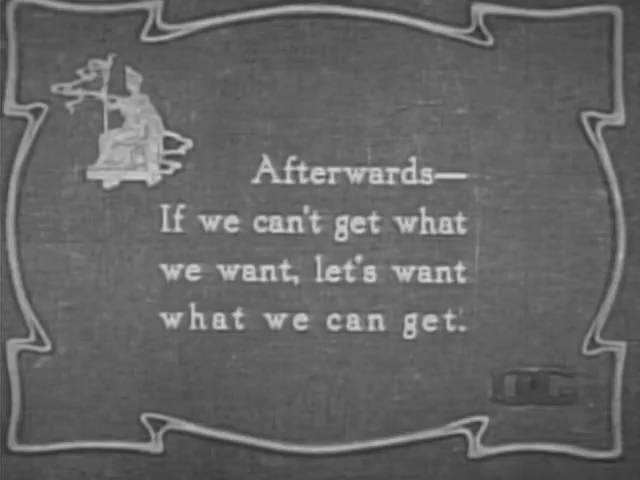 Afterwards—
If we can't get what
we want, let's want
what we can get.